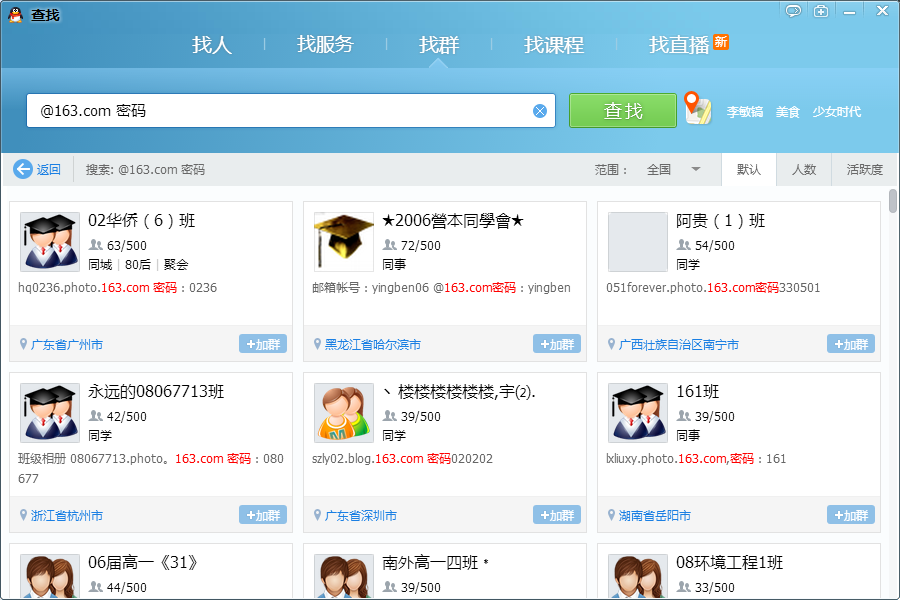 查找
找人 找服务 找群 找课程 找直播 新
@163.com 密码 查找 李敏镐 美食 少女时代
返回 搜索: @163.com 密码 范围： 全国 默认 人数 活跃度
02华侨（6）班
63/500
同城 80后 聚会
hq0236.photo.163.com 密码：0236
广东省广州市 +加群
★2006營本同學會★
72/500
同事
邮箱帐号：yingben06 @163.com密码：yingben
黑龙江省哈尔滨市 +加群
阿贵（1）班
54/500
同学
051forever.photo.163.com密码330501
广西壮族自治区南宁市 +加群
永远的08067713班
42/500
同学
班级相册 08067713.photo。163.com 密码：080
677
浙江省杭州市 +加群
丶楼楼楼楼楼楼,宇⑵.
39/500
同学
szly02.blog.163.com 密码020202
广东省深圳市 +加群
161班
39/500
同事
lxliuxy.photo.163.com,密码：161
湖南省岳阳市 +加群
06届高一《31》
44/500
南外高一四班﹡
39/500
08环境工程1班
33/500